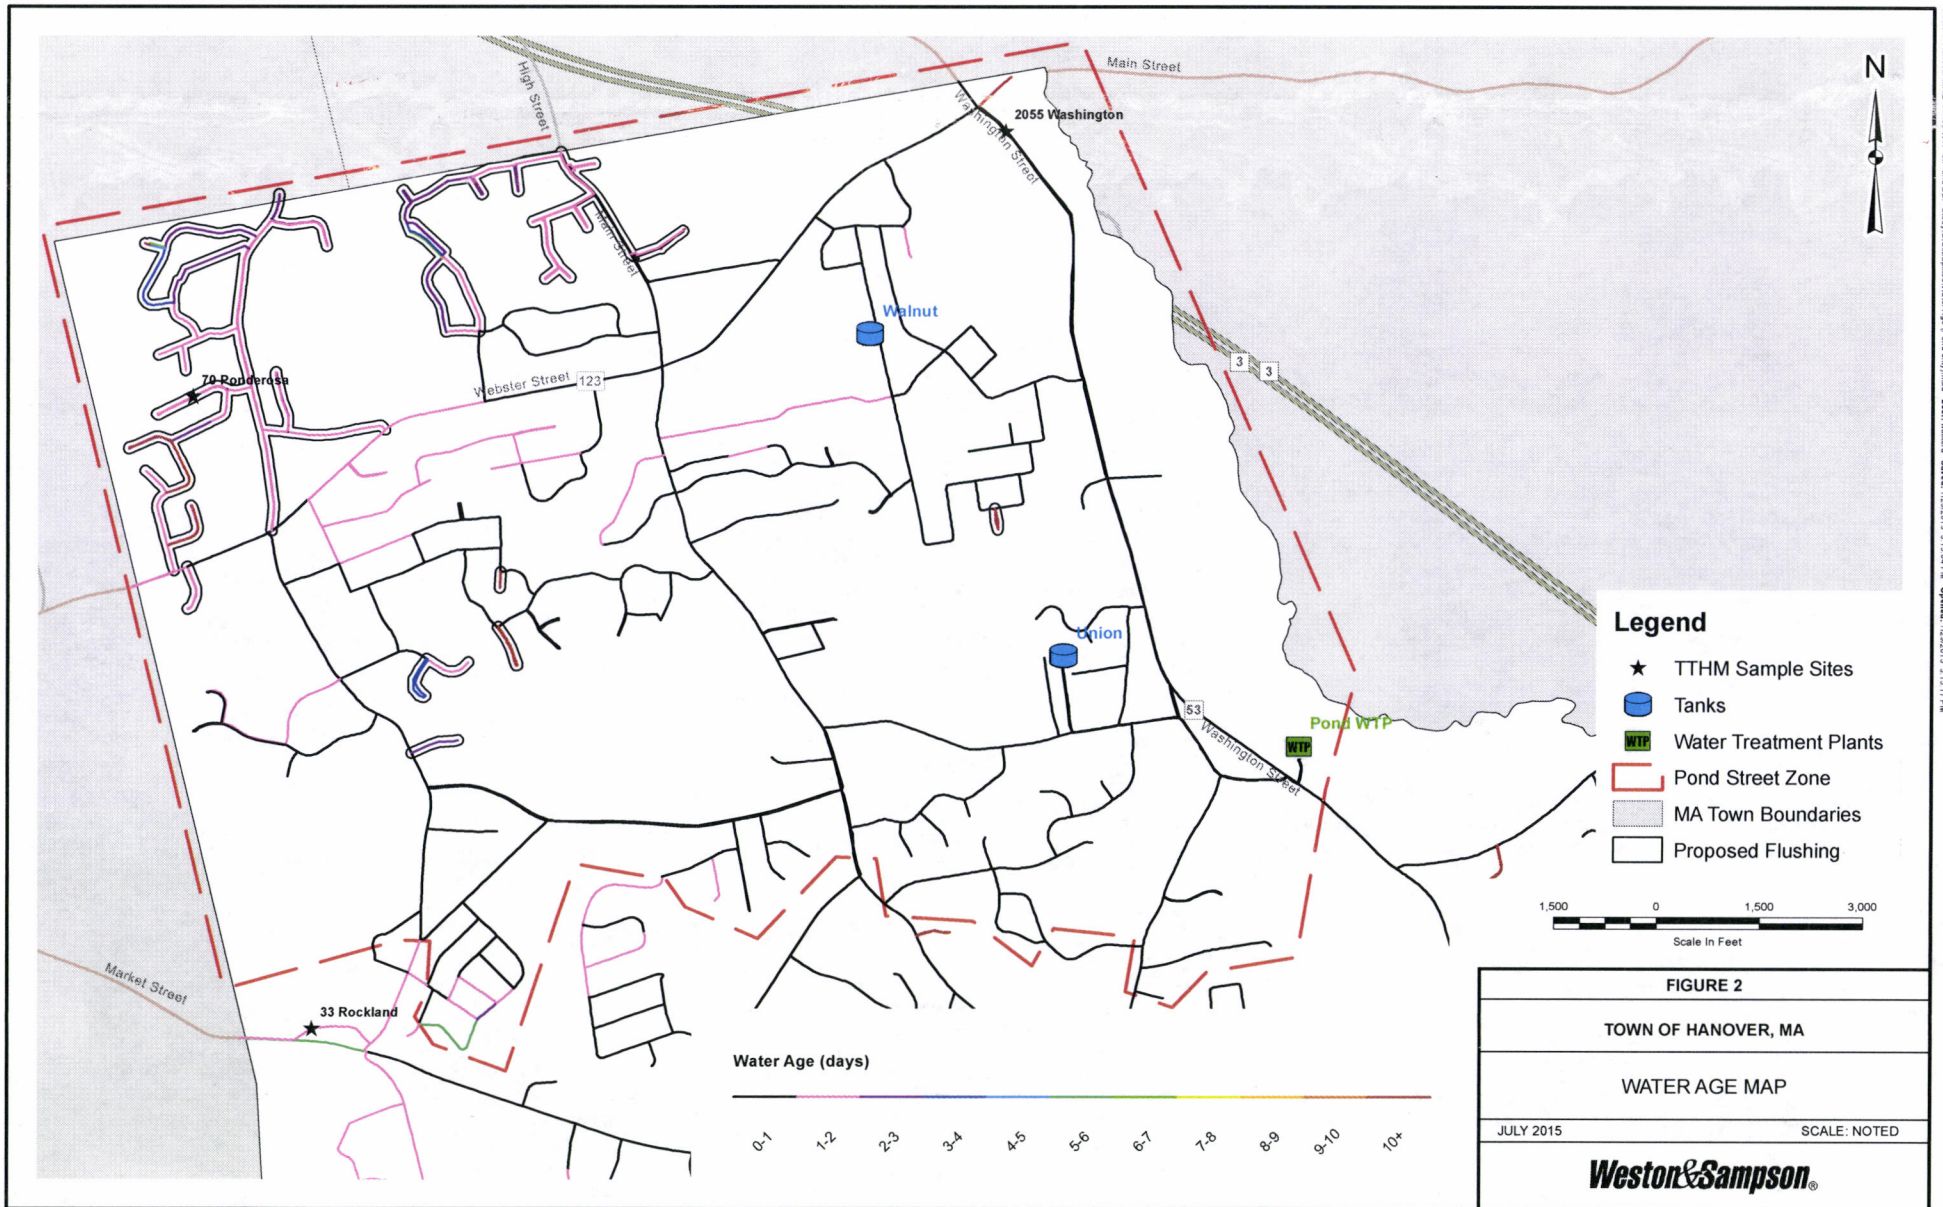 Main Street
High Street
Washington Street
2055 Washington
N
Main Street
Walnut
3
3
70 Ponderosa
Webster Street
123
Union
53
Washington Street
Pond WTP
WTP
Market Street
33 Rockland
Legend
TTHM Sample Sites
Tanks
WTP Water Treatment Plants
Pond Street Zone
MA Town Boundaries
Proposed Flushing
1,500 0 1,500 3,000
Scale In Feet
Water Age (days)
0-1 1-2 2-3 3-4 4-5 5-6 6-7 7-8 8-9 9-10 10+
FIGURE 2
TOWN OF HANOVER, MA
WATER AGE MAP
JULY 2015 SCALE: NOTED
Weston&Sampson®